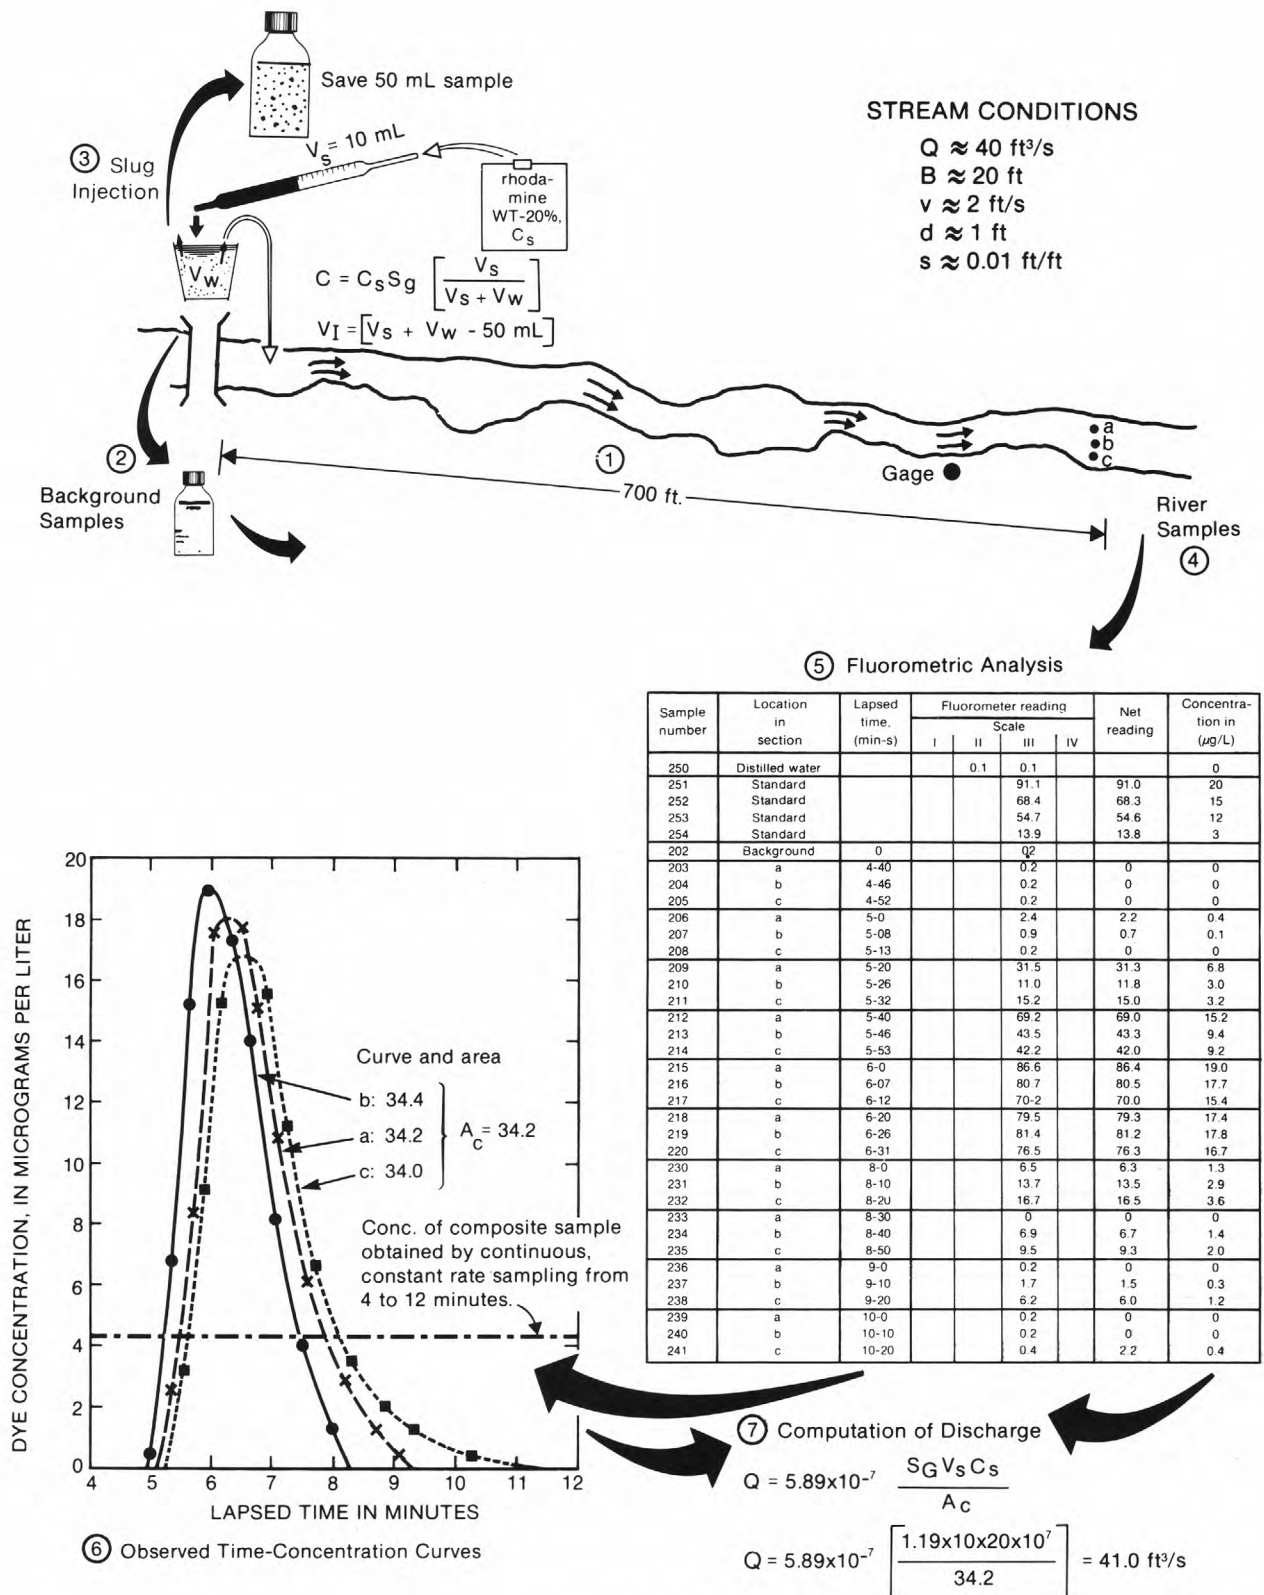 Save 50 mL sample
Vs = 10 mL
③ Slug
Injection
rhoda-
mine
WT-20%,
Cs
Vw
C = CsSg [Vs / Vs + Vw]
VI = [Vs + Vw - 50 mL]
STREAM CONDITIONS
Q ≈ 40 ft³/s
B ≈ 20 ft
v ≈ 2 ft/s
d ≈ 1 ft
s ≈ 0.01 ft/ft
②
Background
Samples
①
700 ft.
Gage
a
b
c
River
Samples
④
⑤ Fluorometric Analysis
Sample number | Location in section | Lapsed time, (min-s) | Fluorometer reading | Net reading | Concentra- tion in (µg/L)
Scale
I II III IV
250 Distilled water 0.1 0.1 0
251 Standard 91.1 91.0 20
252 Standard 68.4 68.3 15
253 Standard 54.7 54.6 12
254 Standard 13.9 13.8 3
202 Background 0 02
203 a 4-40 0.2 0 0
204 b 4-46 0.2 0 0
205 c 4-52 0.2 0 0
206 a 5-0 2.4 2.2 0.4
207 b 5-08 0.9 0.7 0.1
208 c 5-13 0.2 0 0
209 a 5-20 31.5 31.3 6.8
210 b 5-26 11.0 11.8 3.0
211 c 5-32 15.2 15.0 3.2
212 a 5-40 69.2 69.0 15.2
213 b 5-46 43.5 43.3 9.4
214 c 5-53 42.2 42.0 9.2
215 a 6-0 86.6 86.4 19.0
216 b 6-07 80.7 80.5 17.7
217 c 6-12 70-2 70.0 15.4
218 a 6-20 79.5 79.3 17.4
219 b 6-26 81.4 81.2 17.8
220 c 6-31 76.5 76.3 16.7
230 a 8-0 6.5 6.3 1.3
231 b 8-10 13.7 13.5 2.9
232 c 8-20 16.7 16.5 3.6
233 a 8-30 0 0 0
234 b 8-40 6.9 6.7 1.4
235 c 8-50 9.5 9.3 2.0
236 a 9-0 0.2 0 0
237 b 9-10 1.7 1.5 0.3
238 c 9-20 6.2 6.0 1.2
239 a 10-0 0.2 0 0
240 b 10-10 0.2 0 0
241 c 10-20 0.4 2.2 0.4
DYE CONCENTRATION, IN MICROGRAMS PER LITER
20
18
16
14
12
10
8
6
4
2
0
Curve and area
b: 34.4
a: 34.2
c: 34.0
Ac = 34.2
Conc. of composite sample
obtained by continuous,
constant rate sampling from
4 to 12 minutes.
4 5 6 7 8 9 10 11 12
LAPSED TIME IN MINUTES
⑥ Observed Time-Concentration Curves
⑦ Computation of Discharge
Q = 5.89x10⁻⁷ SG Vs Cs / Ac
Q = 5.89x10⁻⁷ [1.19x10x20x10⁷ / 34.2] = 41.0 ft³/s